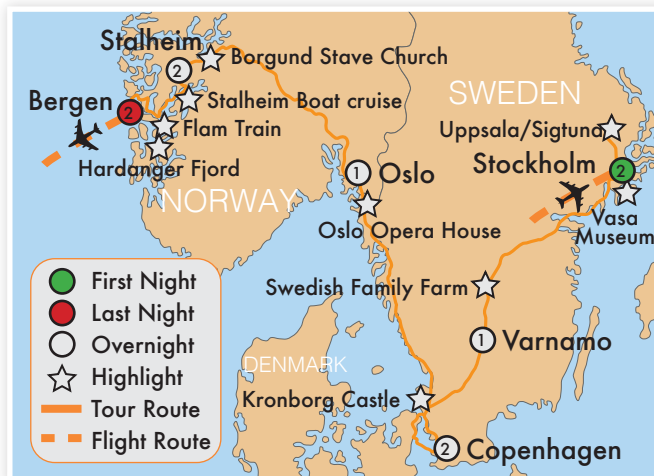 Stalheim
2
Borgund Stave Church
Bergen
2
Stalheim Boat cruise
Flam Train
Hardanger Fjord
NORWAY
SWEDEN
Uppsala/Sigtuna
Stockholm
2
Vasa
Museum
1
Oslo
Oslo Opera House
Swedish Family Farm
1
Varnamo
DENMARK
Kronborg Castle
2
Copenhagen
First Night
Last Night
Overnight
Highlight
Tour Route
Flight Route